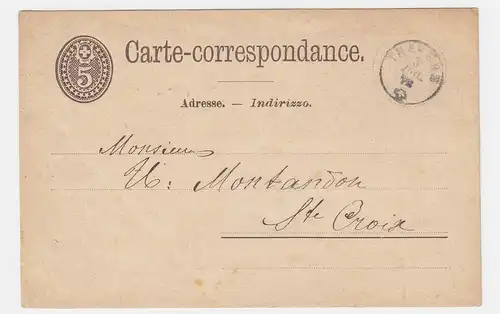 5
Carte-correspondance.
Adresse. — Indirizzo.
Monsieur
U: Montandon
Ste Croix